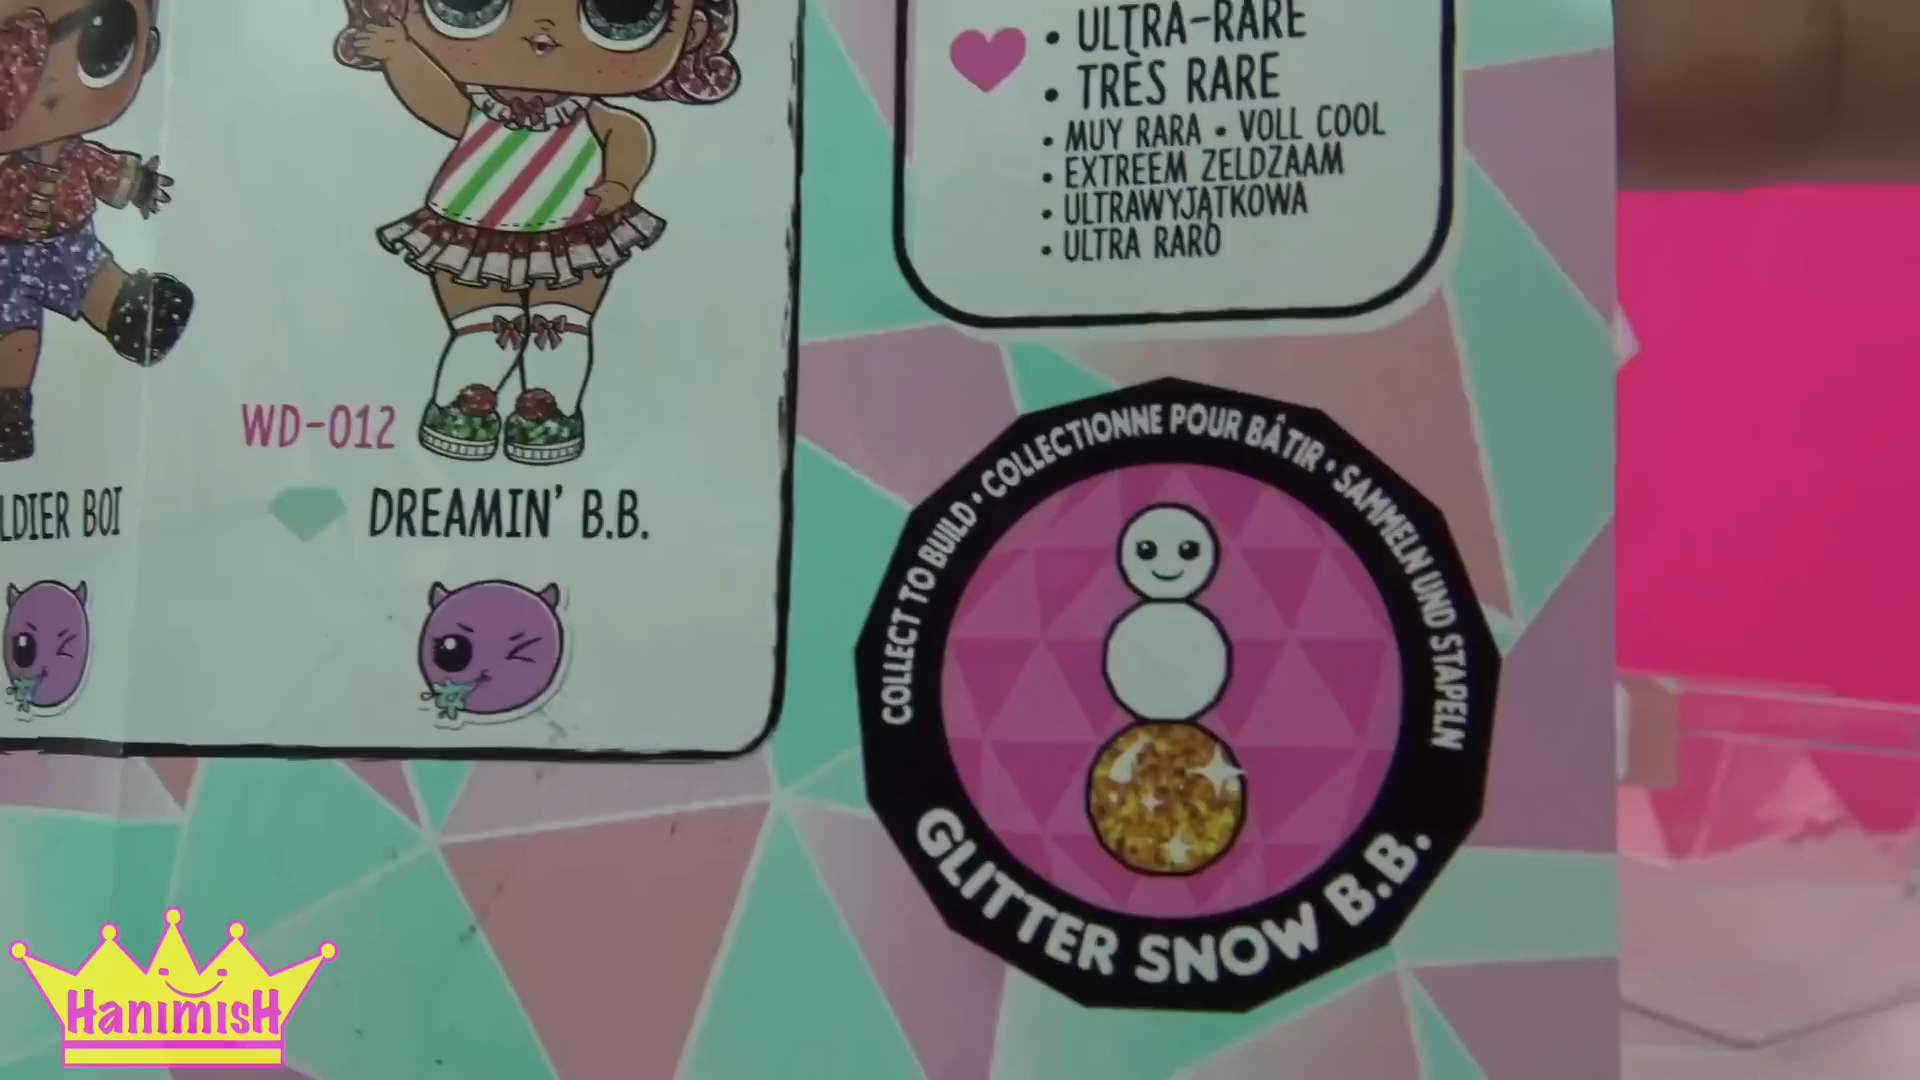 • ULTRA-RARE
• TRÈS RARE
• MUY RARA • VOLL COOL
• EXTREEM ZELDZAAM
• ULTRAWYJĄTKOWA
• ULTRA RARO
WD-012
LDIER BOI
DREAMIN' B.B.
COLLECT TO BUILD • COLLECTIONNE POUR BÂTIR • SAMMELN UND STAPELN
GLITTER SNOW B.B.
HanimisH